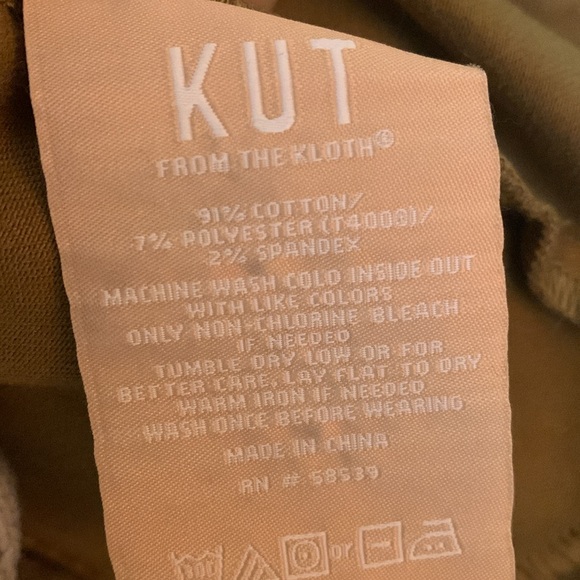 KUT
FROM THE KLOTH®
91% COTTON/
7% POLYESTER (T400®)/
2% SPANDEX
MACHINE WASH COLD INSIDE OUT
WITH LIKE COLORS
ONLY NON-CHLORINE BLEACH
IF NEEDED
TUMBLE DRY LOW OR FOR
BETTER CARE, LAY FLAT TO DRY
WARM IRON IF NEEDED
WASH ONCE BEFORE WEARING
MADE IN CHINA
RN # 58539
or